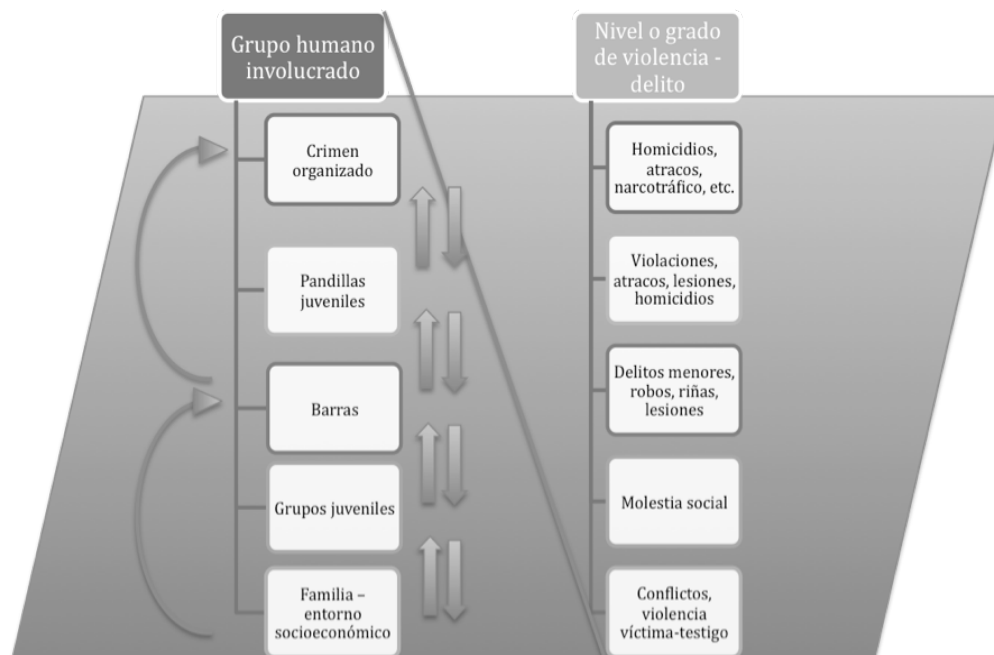 Grupo humano
involucrado
Crimen
organizado
Pandillas
juveniles
Barras
Grupos juveniles
Familia –
entorno
socioeconómico
Nivel o grado
de violencia -
delito
Homicidios,
atracos,
narcotráfico, etc.
Violaciones,
atracos, lesiones,
homicidios
Delitos menores,
robos, riñas,
lesiones
Molestia social
Conflictos,
violencia
víctima-testigo